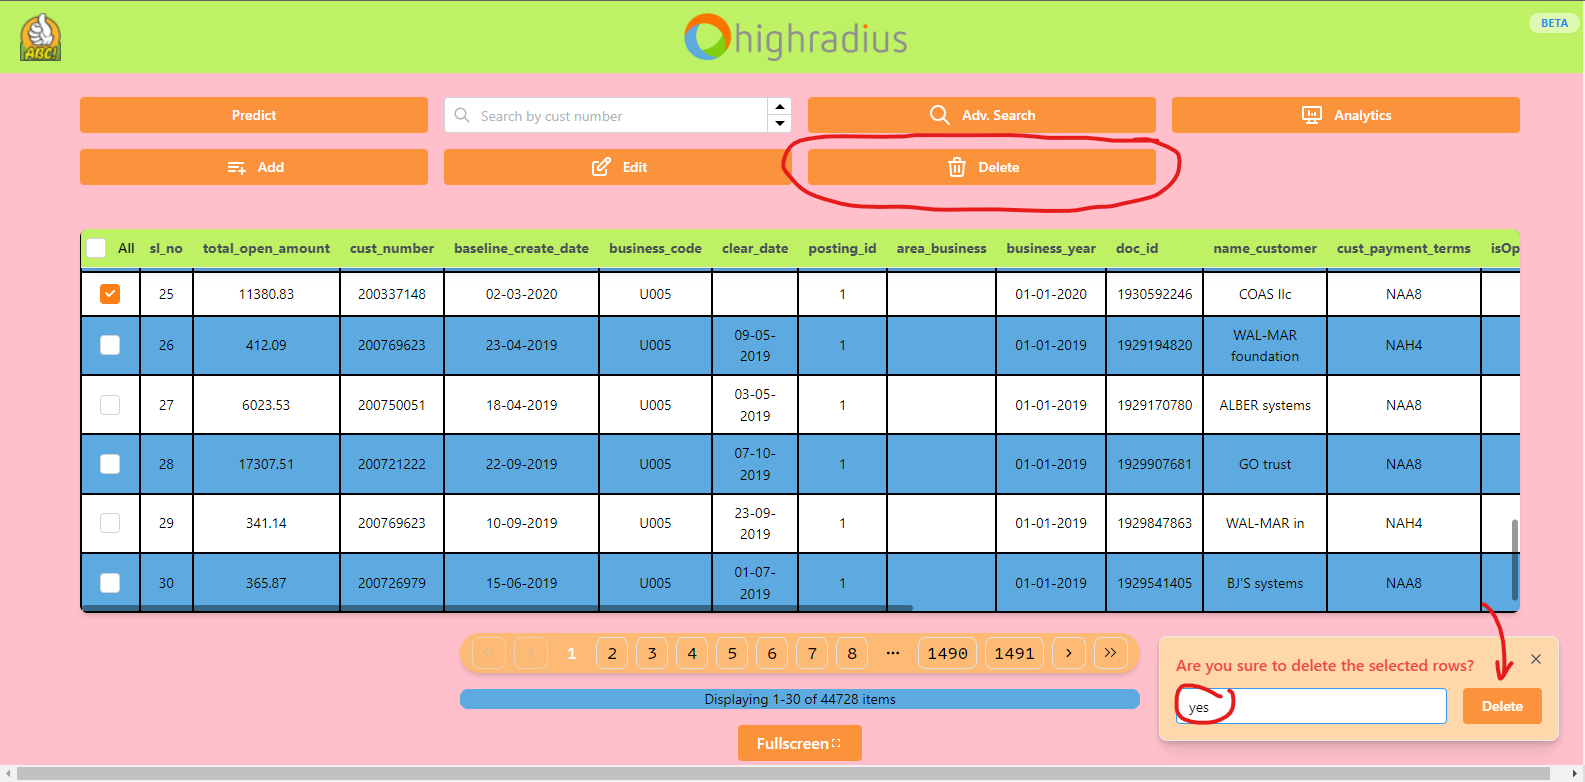 ABC!
highradius
BETA
Predict
Search by cust number
Adv. Search
Analytics
Add
Edit
Delete
All sl_no total_open_amount cust_number baseline_create_date business_code clear_date posting_id area_business business_year doc_id name_customer cust_payment_terms isOp
25 11380.83 200337148 02-03-2020 U005 1 01-01-2020 1930592246 COAS llc NAA8
26 412.09 200769623 23-04-2019 U005 09-05-2019 1 01-01-2019 1929194820 WAL-MAR foundation NAH4
27 6023.53 200750051 18-04-2019 U005 03-05-2019 1 01-01-2019 1929170780 ALBER systems NAA8
28 17307.51 200721222 22-09-2019 U005 07-10-2019 1 01-01-2019 1929907681 GO trust NAA8
29 341.14 200769623 10-09-2019 U005 23-09-2019 1 01-01-2019 1929847863 WAL-MAR in NAH4
30 365.87 200726979 15-06-2019 U005 01-07-2019 1 01-01-2019 1929541405 BJ'S systems NAA8
<< < 1 2 3 4 5 6 7 8 ··· 1490 1491 > >>
Displaying 1-30 of 44728 items
Fullscreen
Are you sure to delete the selected rows?
yes
Delete